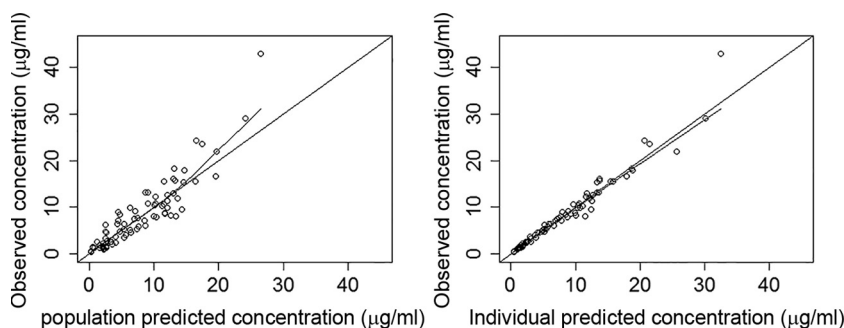 Observed concentration (μg/ml)
40
30
20
10
0
0 10 20 30 40
population predicted concentration (μg/ml)
Observed concentration (μg/ml)
40
30
20
10
0
0 10 20 30 40
Individual predicted concentration (μg/ml)